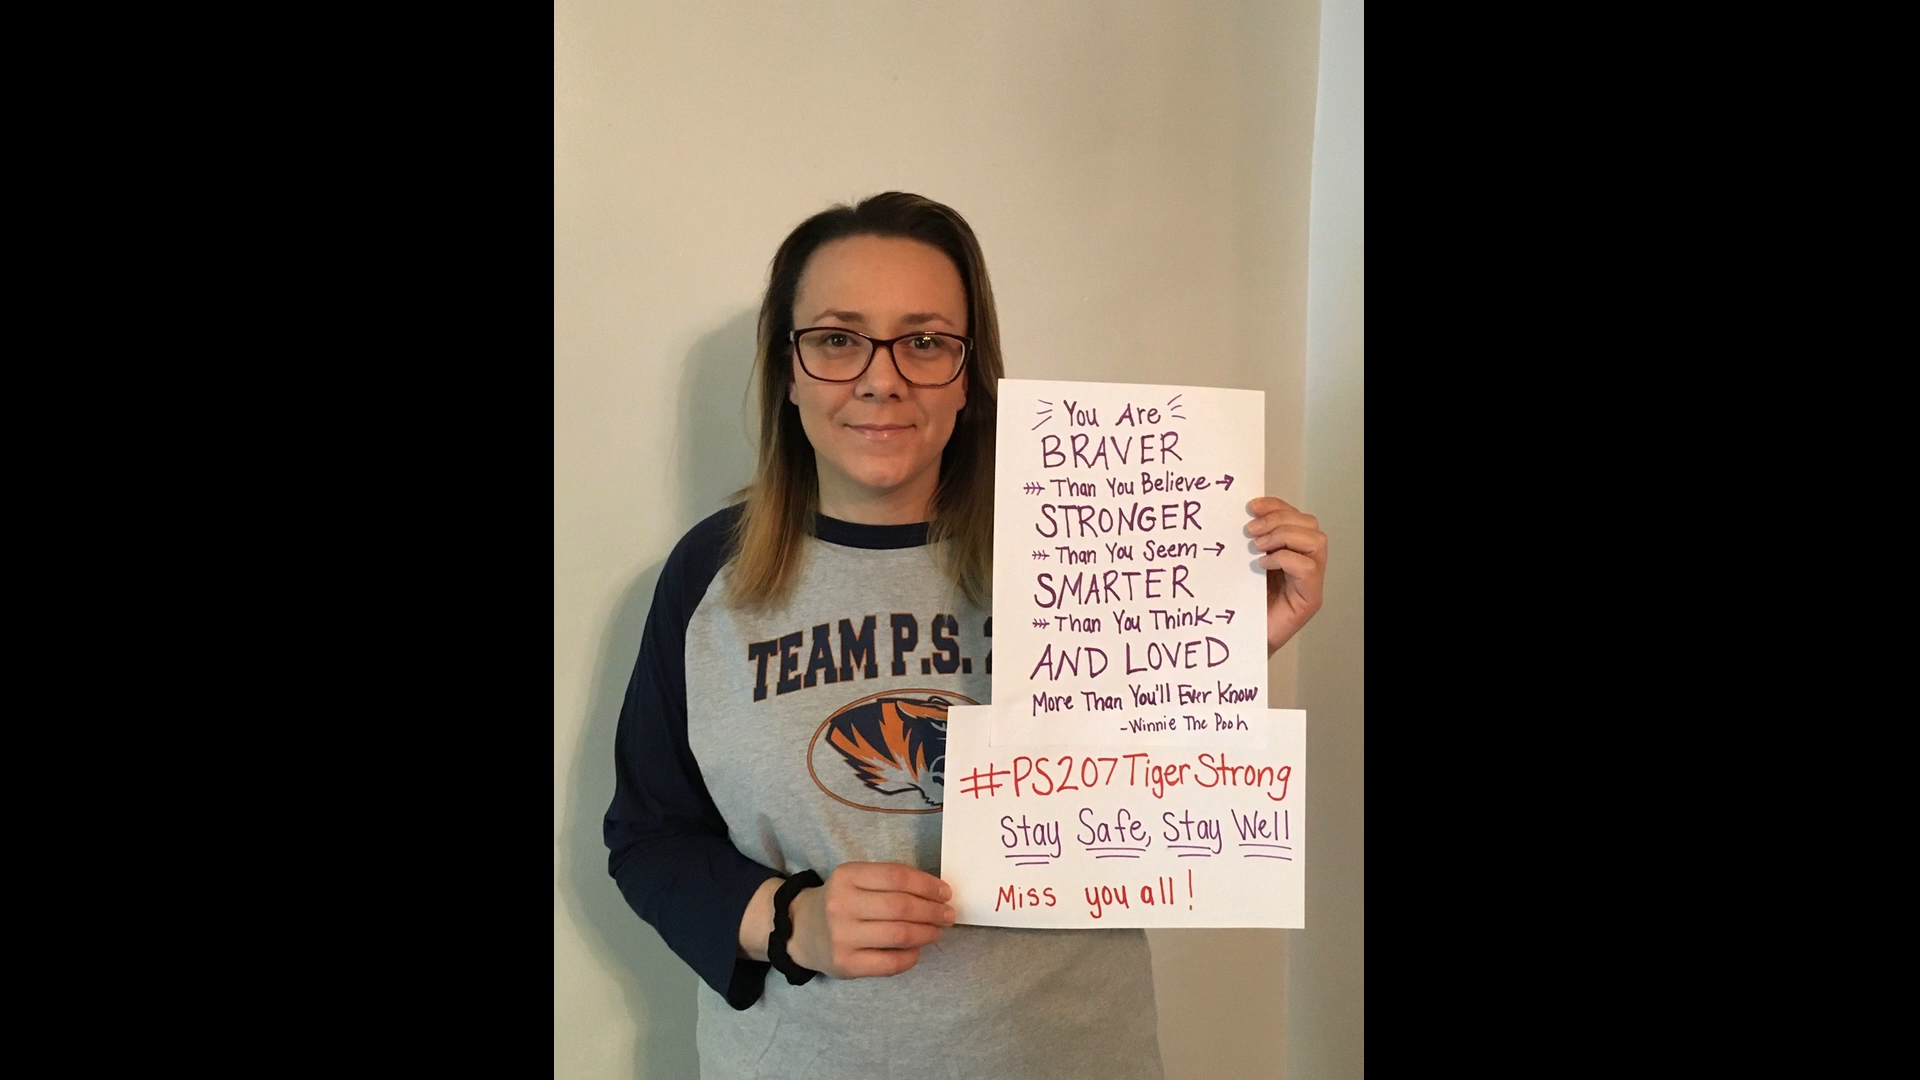 TEAM P.S. 2
You Are
BRAVER
Than You Believe
STRONGER
Than You Seem
SMARTER
Than You Think
AND LOVED
More Than You'll Ever Know
-Winnie The Pooh
#PS207TigerStrong
Stay Safe, Stay Well
Miss you all!